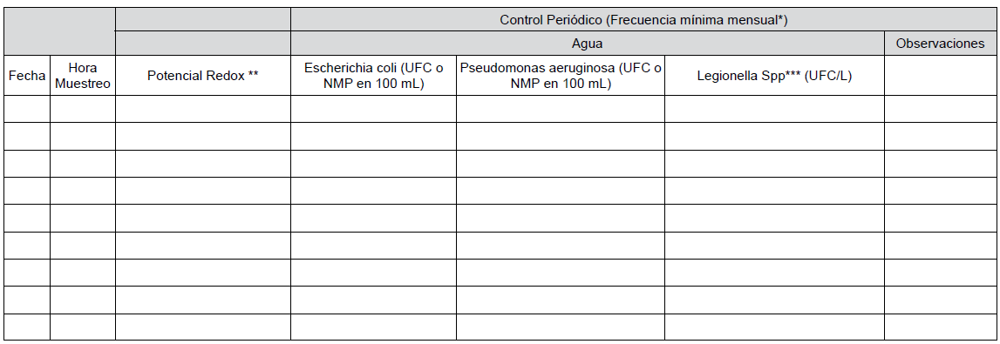 Control Periódico (Frecuencia mínima mensual*)
Agua
Observaciones
Fecha
Hora
Muestreo
Potencial Redox **
Escherichia coli (UFC o
NMP en 100 mL)
Pseudomonas aeruginosa (UFC o
NMP en 100 mL)
Legionella Spp*** (UFC/L)